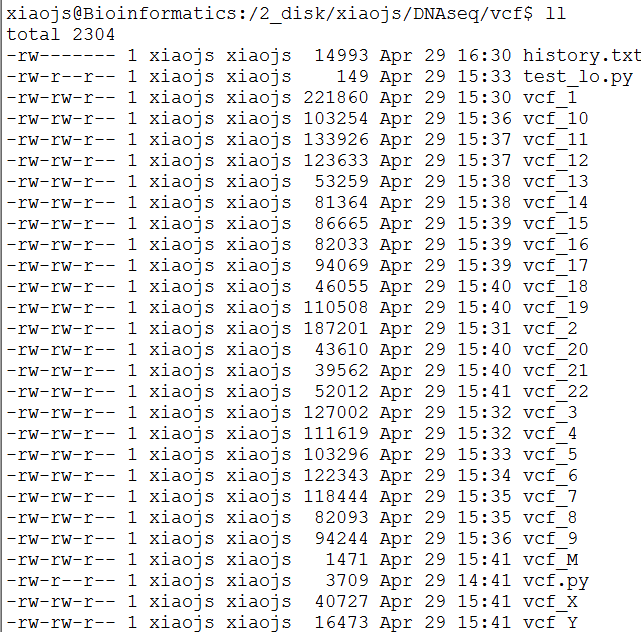 xiaojs@Bioinformatics:/2_disk/xiaojs/DNAseq/vcf$ ll
total 2304
-rw------- 1 xiaojs xiaojs  14993 Apr 29 16:30 history.txt
-rw-r--r-- 1 xiaojs xiaojs    149 Apr 29 15:33 test_lo.py
-rw-rw-r-- 1 xiaojs xiaojs 221860 Apr 29 15:30 vcf_1
-rw-rw-r-- 1 xiaojs xiaojs 103254 Apr 29 15:36 vcf_10
-rw-rw-r-- 1 xiaojs xiaojs 133926 Apr 29 15:37 vcf_11
-rw-rw-r-- 1 xiaojs xiaojs 123633 Apr 29 15:37 vcf_12
-rw-rw-r-- 1 xiaojs xiaojs  53259 Apr 29 15:38 vcf_13
-rw-rw-r-- 1 xiaojs xiaojs  81364 Apr 29 15:38 vcf_14
-rw-rw-r-- 1 xiaojs xiaojs  86665 Apr 29 15:39 vcf_15
-rw-rw-r-- 1 xiaojs xiaojs  82033 Apr 29 15:39 vcf_16
-rw-rw-r-- 1 xiaojs xiaojs  94069 Apr 29 15:39 vcf_17
-rw-rw-r-- 1 xiaojs xiaojs  46055 Apr 29 15:40 vcf_18
-rw-rw-r-- 1 xiaojs xiaojs 110508 Apr 29 15:40 vcf_19
-rw-rw-r-- 1 xiaojs xiaojs 187201 Apr 29 15:31 vcf_2
-rw-rw-r-- 1 xiaojs xiaojs  43610 Apr 29 15:40 vcf_20
-rw-rw-r-- 1 xiaojs xiaojs  39562 Apr 29 15:40 vcf_21
-rw-rw-r-- 1 xiaojs xiaojs  52012 Apr 29 15:41 vcf_22
-rw-rw-r-- 1 xiaojs xiaojs 127002 Apr 29 15:32 vcf_3
-rw-rw-r-- 1 xiaojs xiaojs 111619 Apr 29 15:32 vcf_4
-rw-rw-r-- 1 xiaojs xiaojs 103296 Apr 29 15:33 vcf_5
-rw-rw-r-- 1 xiaojs xiaojs 122343 Apr 29 15:34 vcf_6
-rw-rw-r-- 1 xiaojs xiaojs 118444 Apr 29 15:35 vcf_7
-rw-rw-r-- 1 xiaojs xiaojs  82093 Apr 29 15:35 vcf_8
-rw-rw-r-- 1 xiaojs xiaojs  94244 Apr 29 15:36 vcf_9
-rw-rw-r-- 1 xiaojs xiaojs   1471 Apr 29 15:41 vcf_M
-rw-r--r-- 1 xiaojs xiaojs   3709 Apr 29 14:41 vcf.py
-rw-rw-r-- 1 xiaojs xiaojs  40727 Apr 29 15:41 vcf_X
-rw-rw-r-- 1 xiaojs xiaojs  16473 Apr 29 15:41 vcf_Y